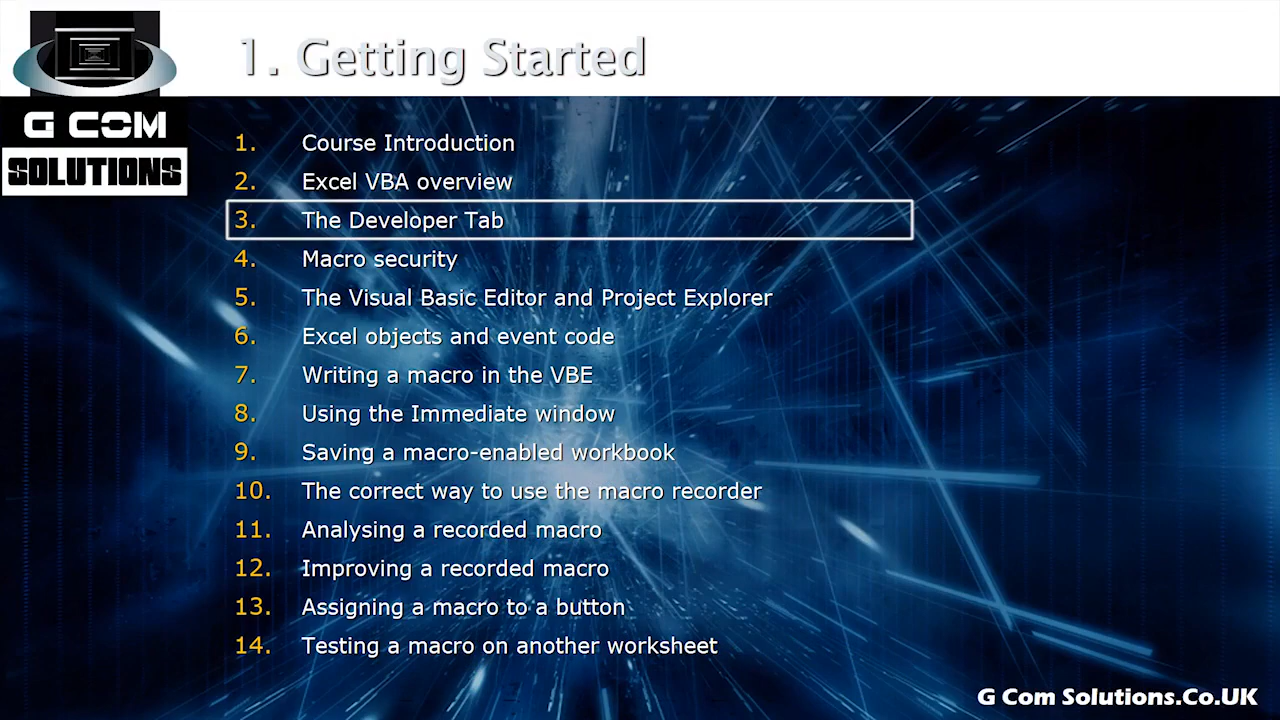 1. Getting Started
G COM
SOLUTIONS
1. Course Introduction
2. Excel VBA overview
3. The Developer Tab
4. Macro security
5. The Visual Basic Editor and Project Explorer
6. Excel objects and event code
7. Writing a macro in the VBE
8. Using the Immediate window
9. Saving a macro-enabled workbook
10. The correct way to use the macro recorder
11. Analysing a recorded macro
12. Improving a recorded macro
13. Assigning a macro to a button
14. Testing a macro on another worksheet
G Com Solutions.Co.UK